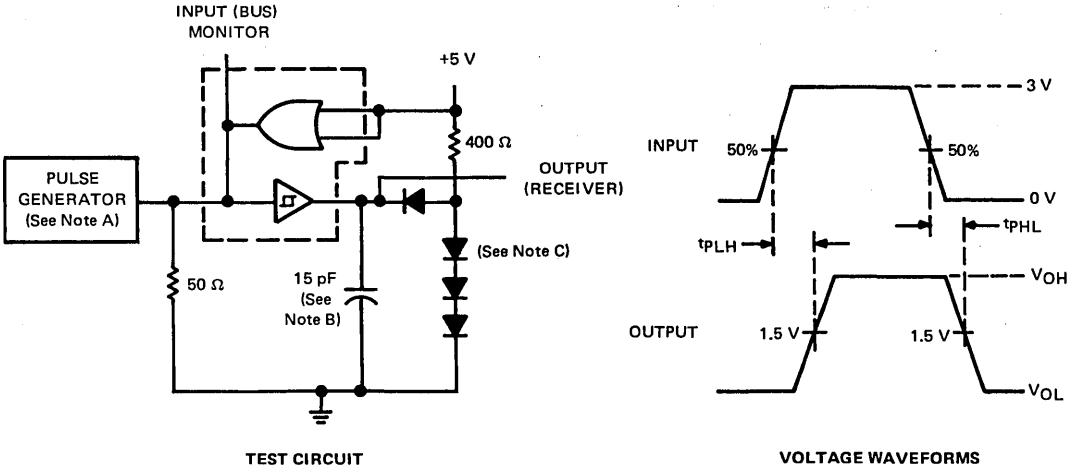 INPUT (BUS)
MONITOR
+5 V
400 Ω
OUTPUT
(RECEIVER)
PULSE
GENERATOR
(See Note A)
50 Ω
15 pF
(See
Note B)
(See Note C)
TEST CIRCUIT
3 V
INPUT
50%
50%
0 V
tPLH
tPHL
VOH
OUTPUT
1.5 V
1.5 V
VOL
VOLTAGE WAVEFORMS